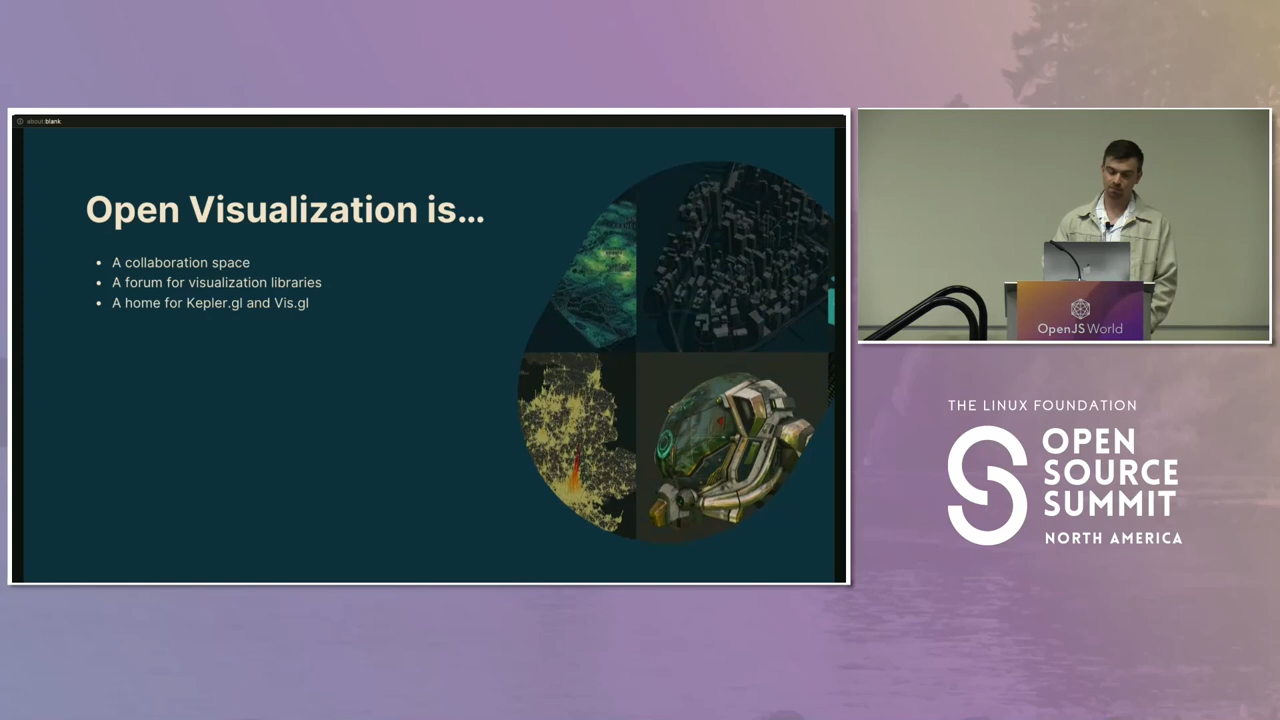 about:blank
Open Visualization is...
• A collaboration space
• A forum for visualization libraries
• A home for Kepler.gl and Vis.gl
OpenJS World
THE LINUX FOUNDATION
OPEN
SOURCE
SUMMIT
NORTH AMERICA